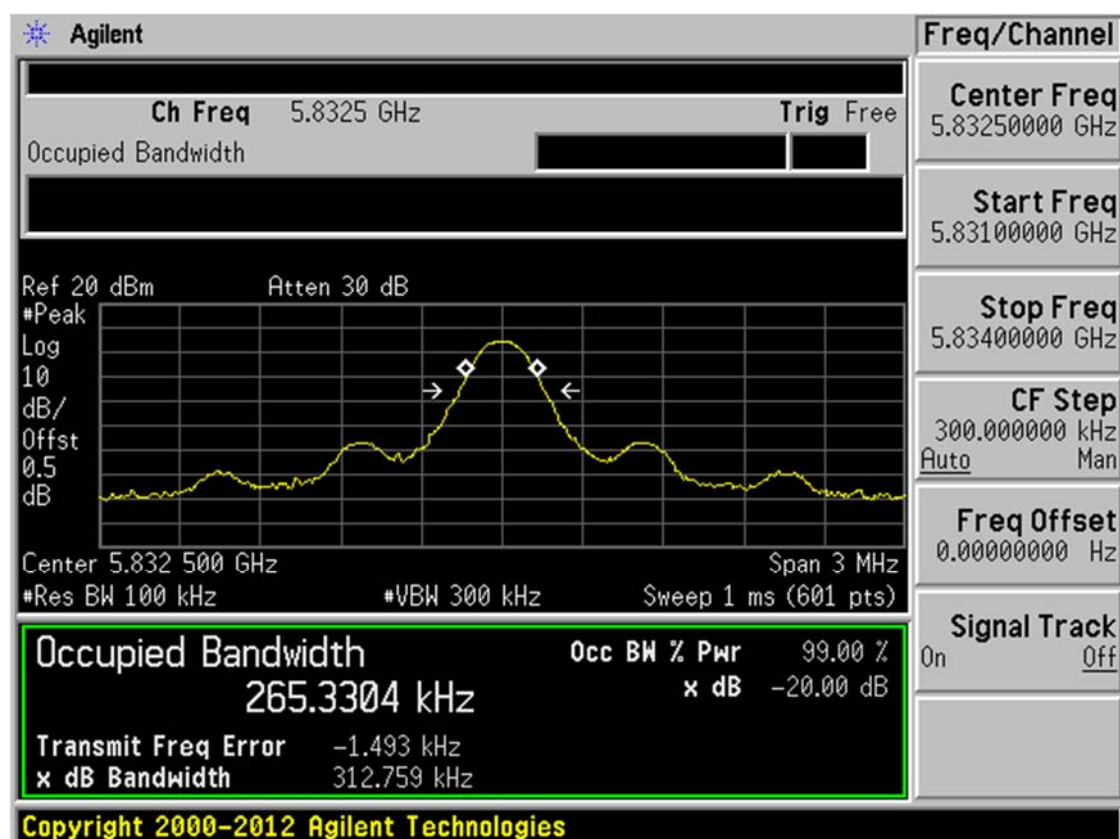 Agilent
Freq/Channel
Ch Freq 5.8325 GHz Trig Free
Occupied Bandwidth
Center Freq
5.83250000 GHz
Start Freq
5.83100000 GHz
Stop Freq
5.83400000 GHz
CF Step
300.000000 kHz
Auto Man
Freq Offset
0.00000000 Hz
Signal Track
On Off
Ref 20 dBm Atten 30 dB
#Peak
Log
10
dB/
Offst
0.5
dB
Center 5.832 500 GHz Span 3 MHz
#Res BW 100 kHz #VBW 300 kHz Sweep 1 ms (601 pts)
Occupied Bandwidth
265.3304 kHz
Occ BW % Pwr 99.00 %
x dB -20.00 dB
Transmit Freq Error -1.493 kHz
x dB Bandwidth 312.759 kHz
Copyright 2000-2012 Agilent Technologies